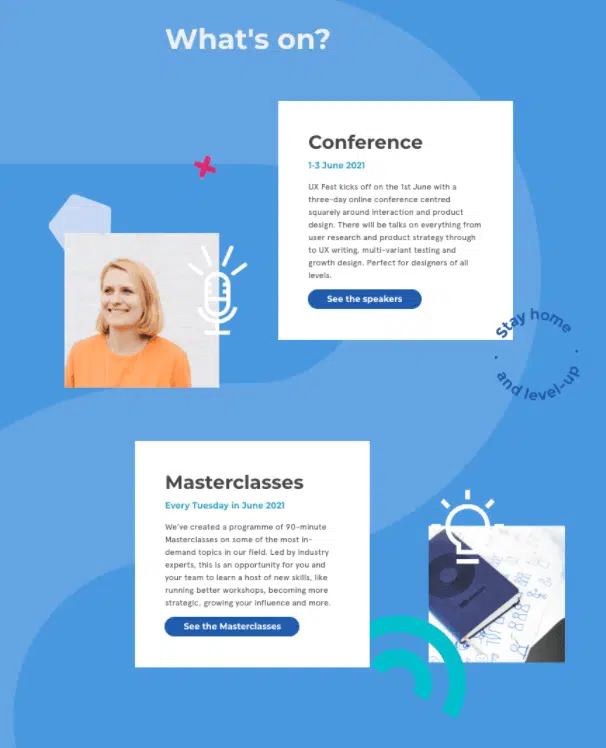 What's on?
Conference
1-3 June 2021
UX Fest kicks off on the 1st June with a
three-day online conference centred
squarely around interaction and product
design. There will be talks on everything from
user research and product strategy through
to UX writing, multi-variant testing and
growth design. Perfect for designers of all
levels.
See the speakers
Stay home
and level-up
Masterclasses
Every Tuesday in June 2021
We've created a programme of 90-minute
Masterclasses on some of the most in-
demand topics in our field. Led by industry
experts, this is an opportunity for you and
your team to learn a host of new skills, like
running better workshops, becoming more
strategic, growing your influence and more.
See the Masterclasses